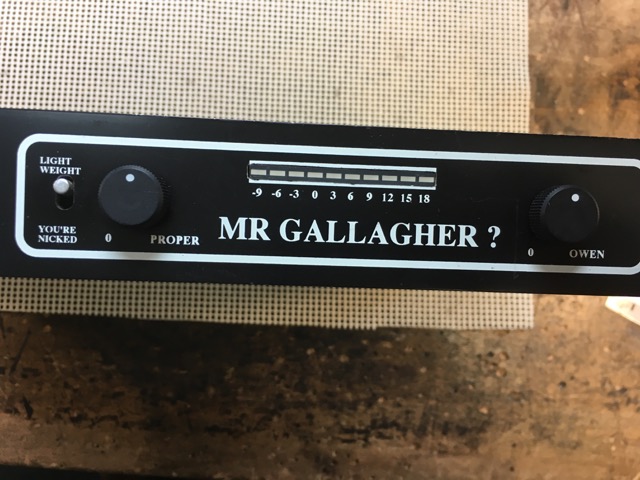 LIGHT
WEIGHT
YOU'RE
NICKED
0 PROPER
-9 -6 -3 0 3 6 9 12 15 18
MR GALLAGHER ?
0 OWEN